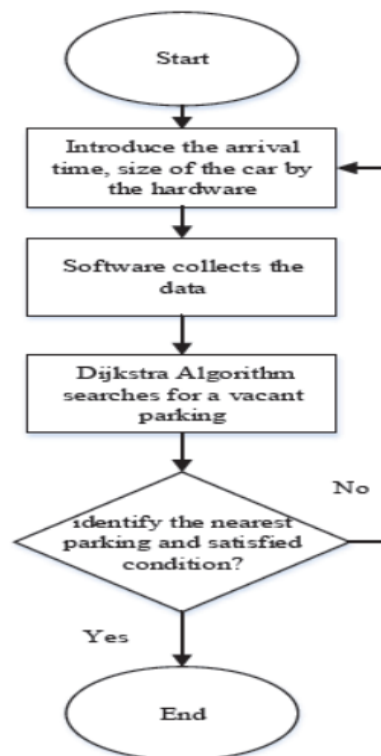 Start
Introduce the arrival
time, size of the car by
the hardware
Software collects the
data
Dijkstra Algorithm
searches for a vacant
parking
No
identify the nearest
parking and satisfied
condition?
Yes
End